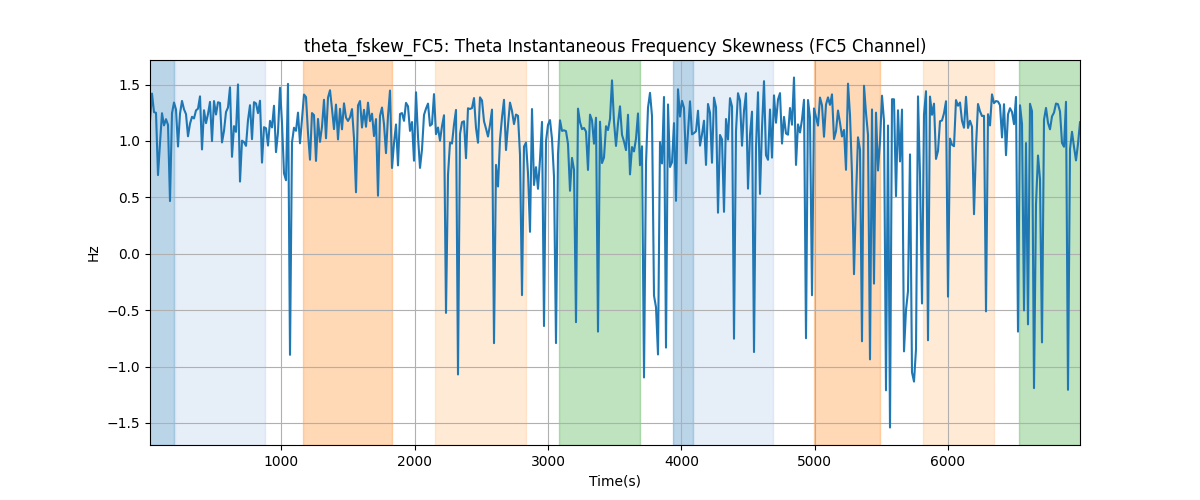 theta_fskew_FC5: Theta Instantaneous Frequency Skewness (FC5 Channel)
1.5
1.0
0.5
0.0
−0.5
−1.0
−1.5
Hz
1000 2000 3000 4000 5000 6000
Time(s)